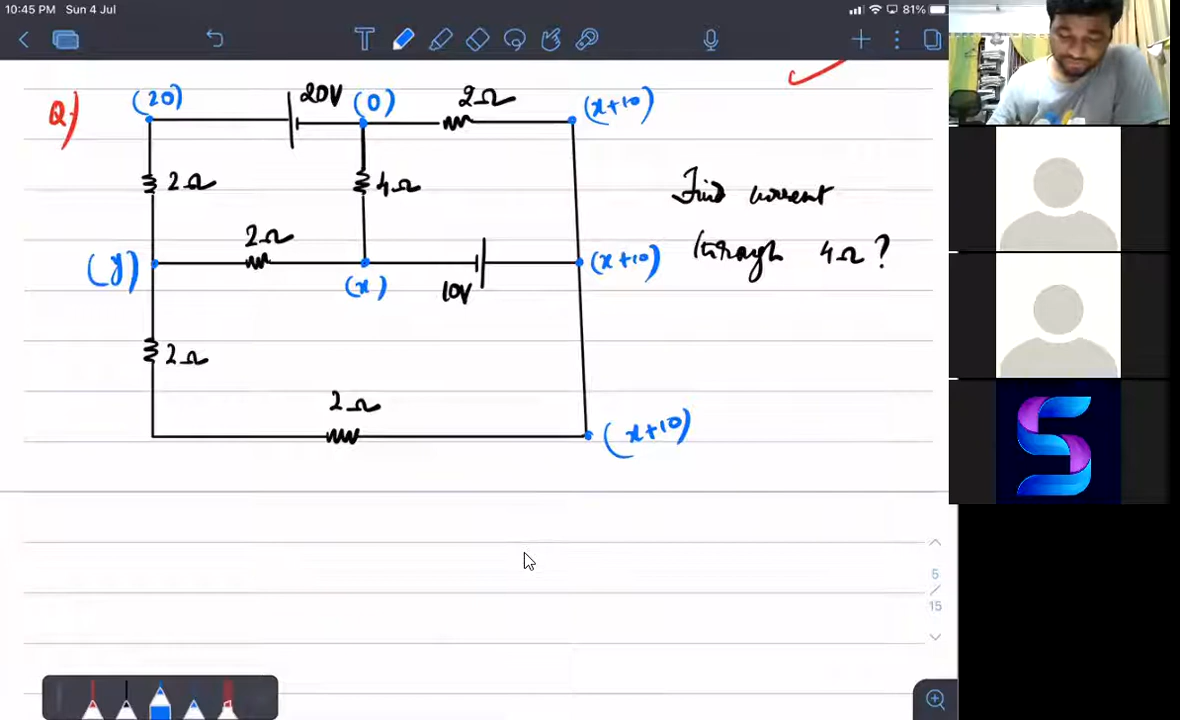 10:45 PM Sun 4 Jul
81%
Q.)
(20)
20V
(0)
2Ω
(x+10)
2Ω
4Ω
Find current
through 4Ω ?
2Ω
(y)
(x)
10V
(x+10)
2Ω
2Ω
(x+10)
5
15